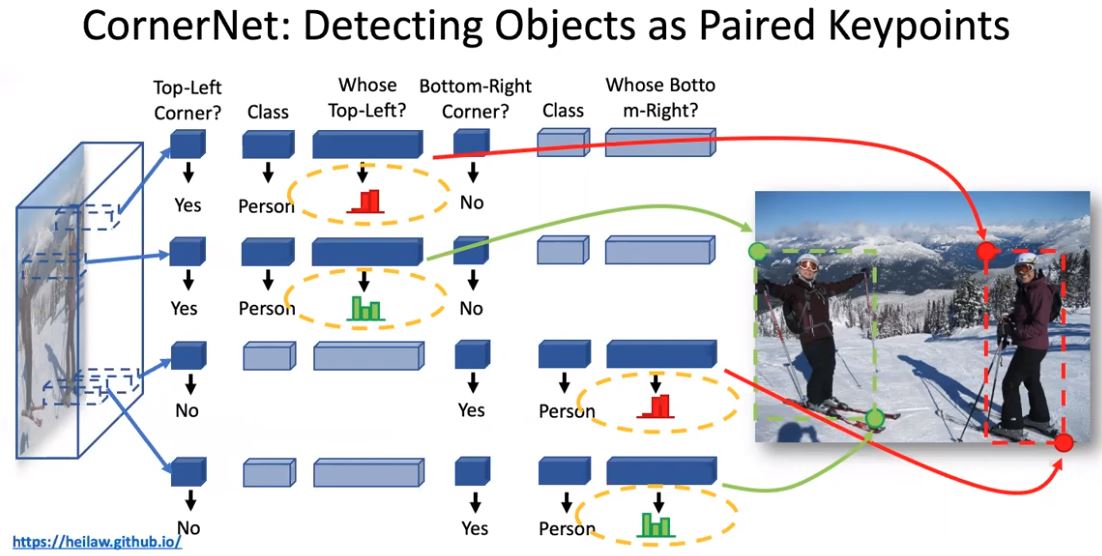 CornerNet: Detecting Objects as Paired Keypoints
Top-Left
Corner?
Class
Whose
Top-Left?
Bottom-Right
Corner?
Class
Whose Botto
m-Right?
Yes
Person
No
Yes
Person
No
No
Yes
Person
No
Yes
Person
https://heilaw.github.io/